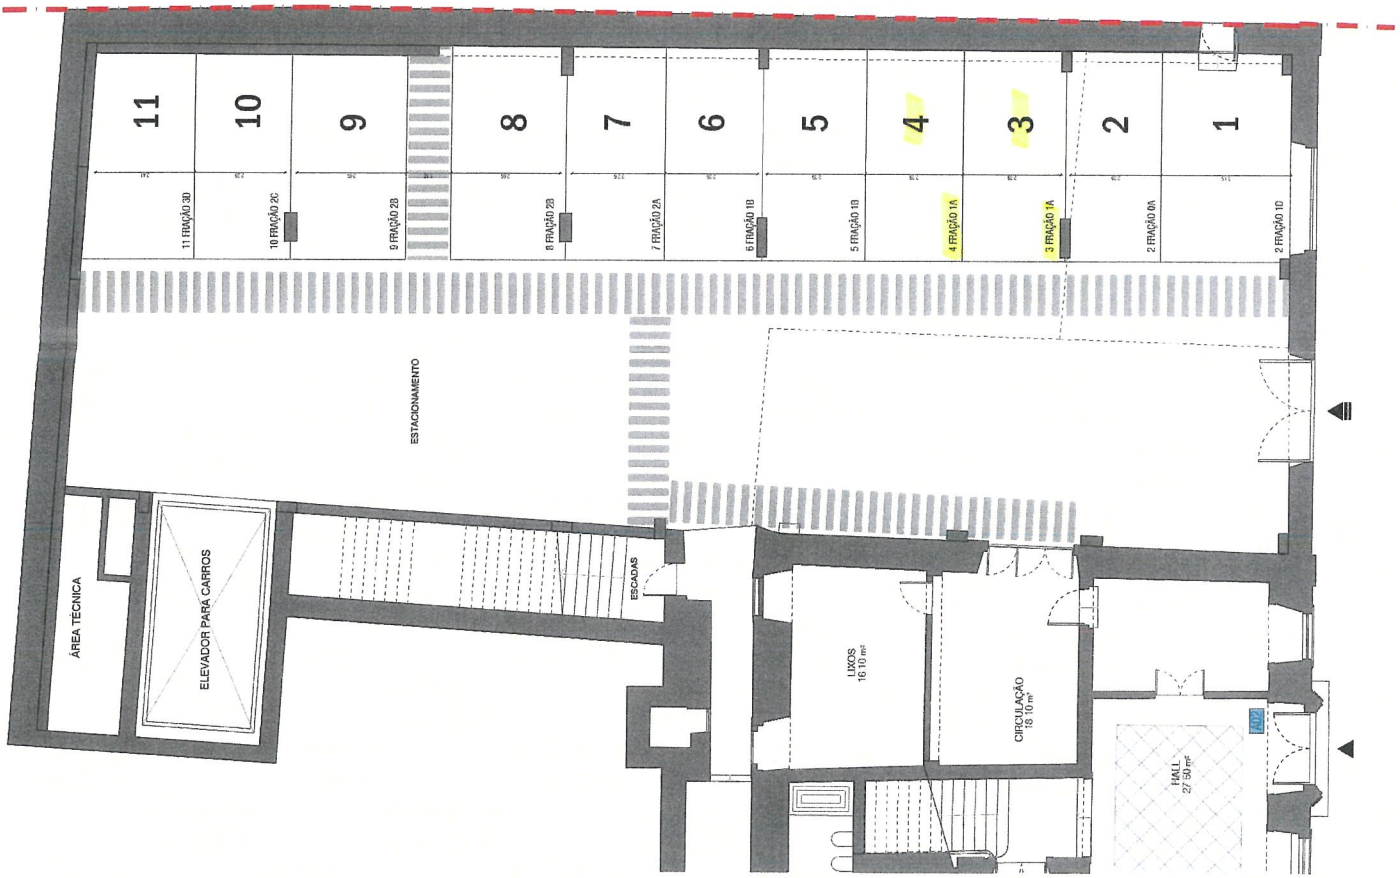 11
10
9
8
7
6
5
4
3
2
1
11 FRAÇÃO 3D
10 FRAÇÃO 2C
9 FRAÇÃO 2B
8 FRAÇÃO 2B
7 FRAÇÃO 2A
6 FRAÇÃO 1B
5 FRAÇÃO 1B
4 FRAÇÃO 1A
3 FRAÇÃO 1A
2 FRAÇÃO 0A
2 FRAÇÃO 1C
ESTACIONAMENTO
ÁREA TÉCNICA
ELEVADOR PARA CARROS
ESCADAS
LIXOS
16 10 m²
CIRCULAÇÃO
18 10 m²
HALL
27 50 m²
A02